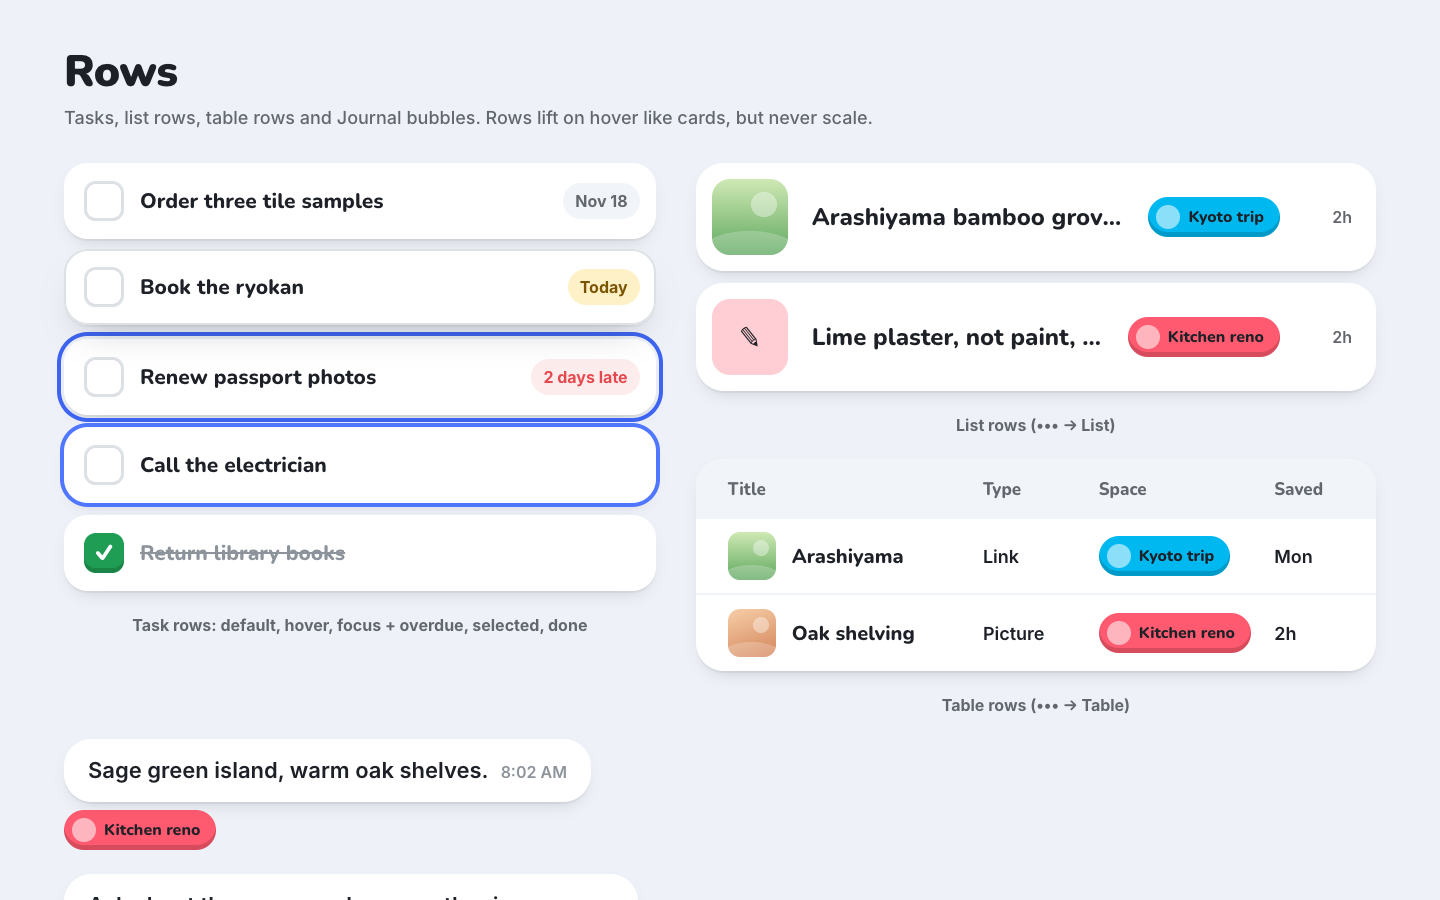 Rows
Tasks, list rows, table rows and Journal bubbles. Rows lift on hover like cards, but never scale.
Order three tile samples
Nov 18
Book the ryokan
Today
Renew passport photos
2 days late
Call the electrician
Return library books
Task rows: default, hover, focus + overdue, selected, done
Arashiyama bamboo grov...
Kyoto trip
2h
Lime plaster, not paint, ...
Kitchen reno
2h
List rows (••• → List)
Title Type Space Saved
Arashiyama Link Kyoto trip Mon
Oak shelving Picture Kitchen reno 2h
Table rows (••• → Table)
Sage green island, warm oak shelves. 8:02 AM
Kitchen reno